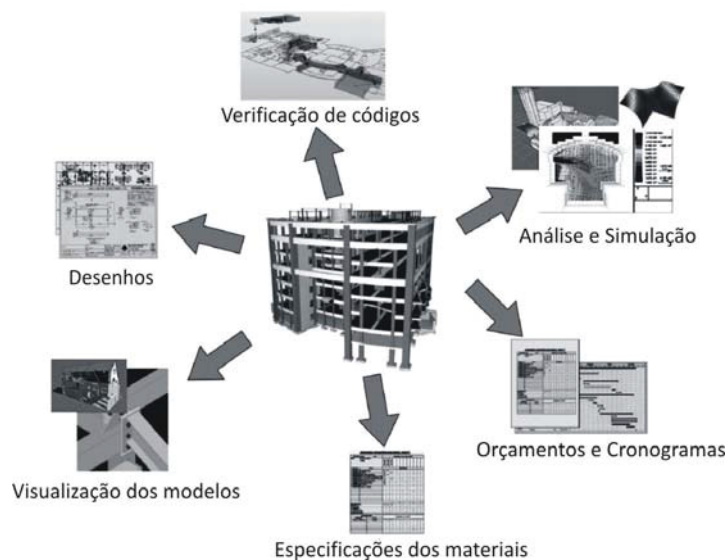 Verificação de códigos
Análise e Simulação
Desenhos
Orçamentos e Cronogramas
Visualização dos modelos
Especificações dos materiais